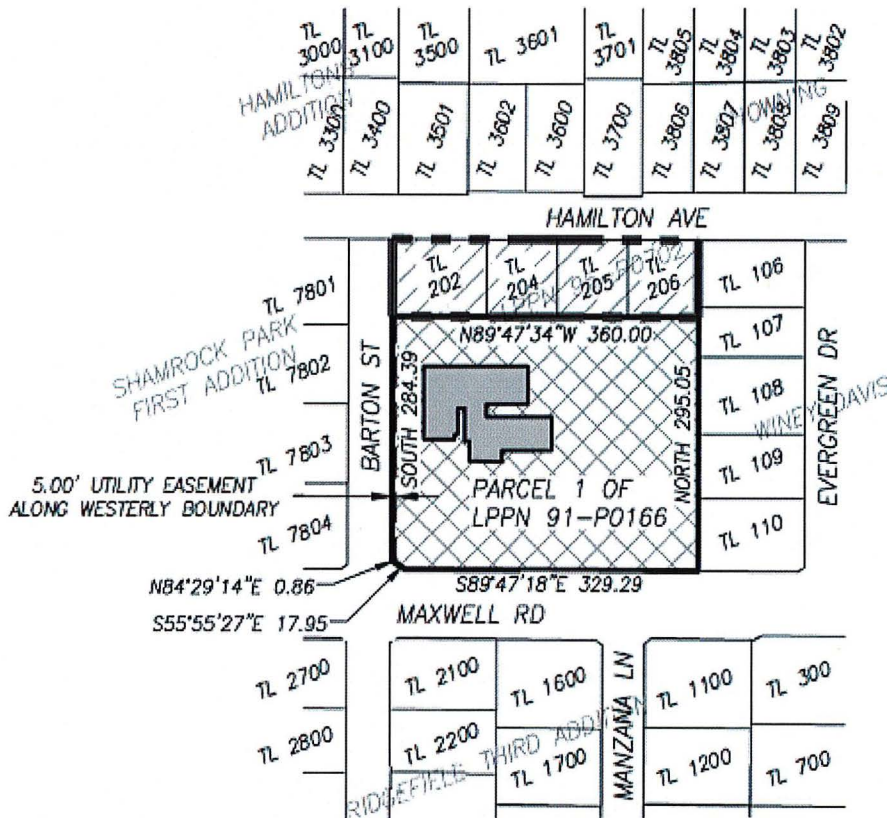 TL
3000
TL
3100
TL
3500
TL 3601
TL
3701
TL
3805
TL
3804
TL
3803
TL
3802
HAMILTONS
ADDITION
TL 3300
TL 3400
TL 3501
TL 3602
TL 3600
TL 3700
TL 3806
TL 3807
TL 3808
TL 3809
HAMILTON AVE
TL
202
TL
204
TL
205
TL
206
TL 106
TL 107
TL 108
TL 109
TL 110
TL 7801
SHAMROCK PARK
FIRST ADDITION
TL 7802
TL 7803
TL 7804
BARTON ST
N89°47'34"W 360.00
SOUTH 284.39
NORTH 295.05
EVERGREEN DR
PARCEL 1 OF
LPPN 91-P0166
5.00' UTILITY EASEMENT
ALONG WESTERLY BOUNDARY
N84°29'14"E 0.86
S55°55'27"E 17.95
S89°47'18"E 329.29
MAXWELL RD
TL 2700
TL 2100
TL 1600
TL 1100
TL 300
TL 2800
TL 2200
TL 1700
TL 1200
TL 700
MANZANA LN
RIDGEFIELD THIRD ADDITION